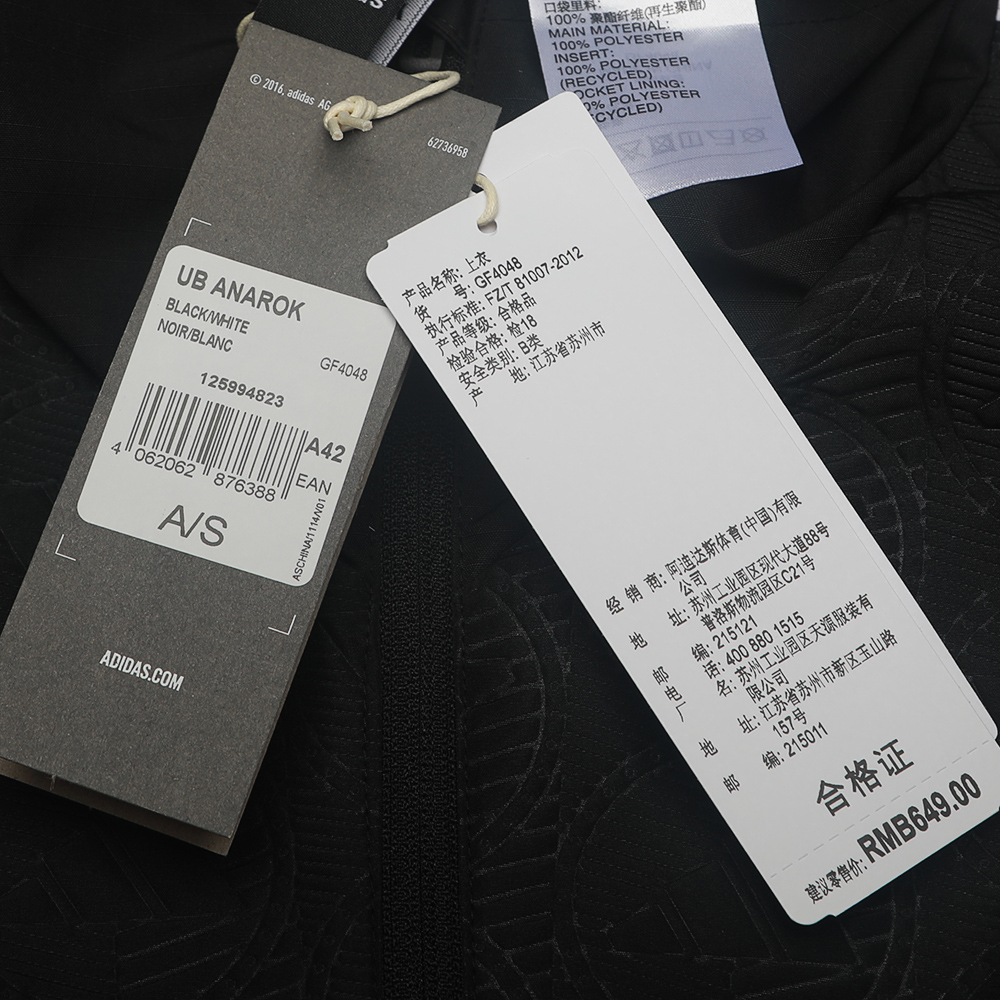 口袋里料:
100% 聚酯纤维(再生聚酯)
MAIN MATERIAL:
100% POLYESTER
INSERT:
100% POLYESTER
(RECYCLED)
POCKET LINING:
0% POLYESTER
ECYCLED)
© 2016, adidas AG
62736958
UB ANAROK
BLACK/WHITE
NOIR/BLANC
GF4048
125994823
A42
4 062062 876388
EAN
A/S
ASCHINA/1114/V01
ADIDAS.COM
产品名称: 上衣
货 号: GF4048
执行标准: FZ/T 81007-2012
产品等级: 合格品
检验合格: 检18
安全类别: B类
产 地: 江苏省苏州市
经 销 商: 阿迪达斯体育(中国)有限
公司
地 址: 苏州工业园区现代大道88号
普洛斯物流园区C21号
邮 编: 215121
电 话: 400 880 1515
厂 名: 苏州工业园区天源服装有
限公司
地 址: 江苏省苏州市新区玉山路
157号
邮 编: 215011
合格证
建议零售价: RMB649.00